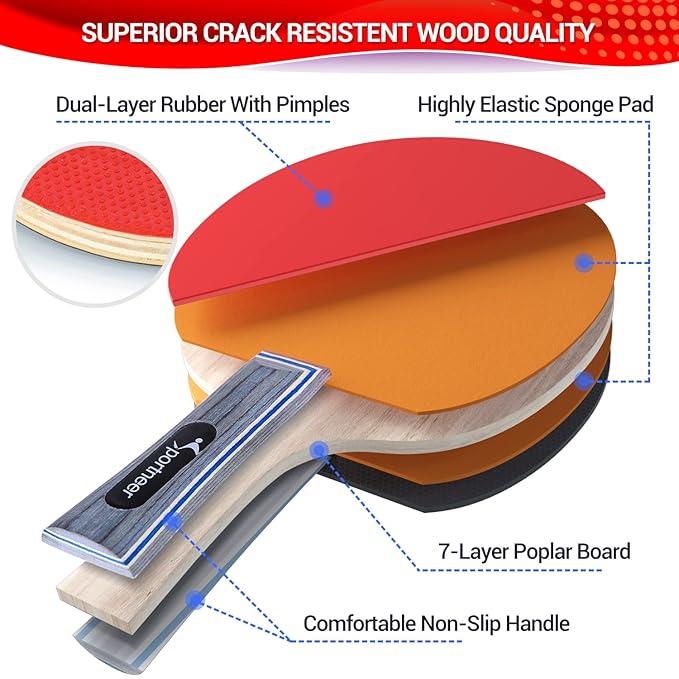 SUPERIOR CRACK RESISTENT WOOD QUALITY
Dual-Layer Rubber With Pimples
Highly Elastic Sponge Pad
Sportneer
7-Layer Poplar Board
Comfortable Non-Slip Handle